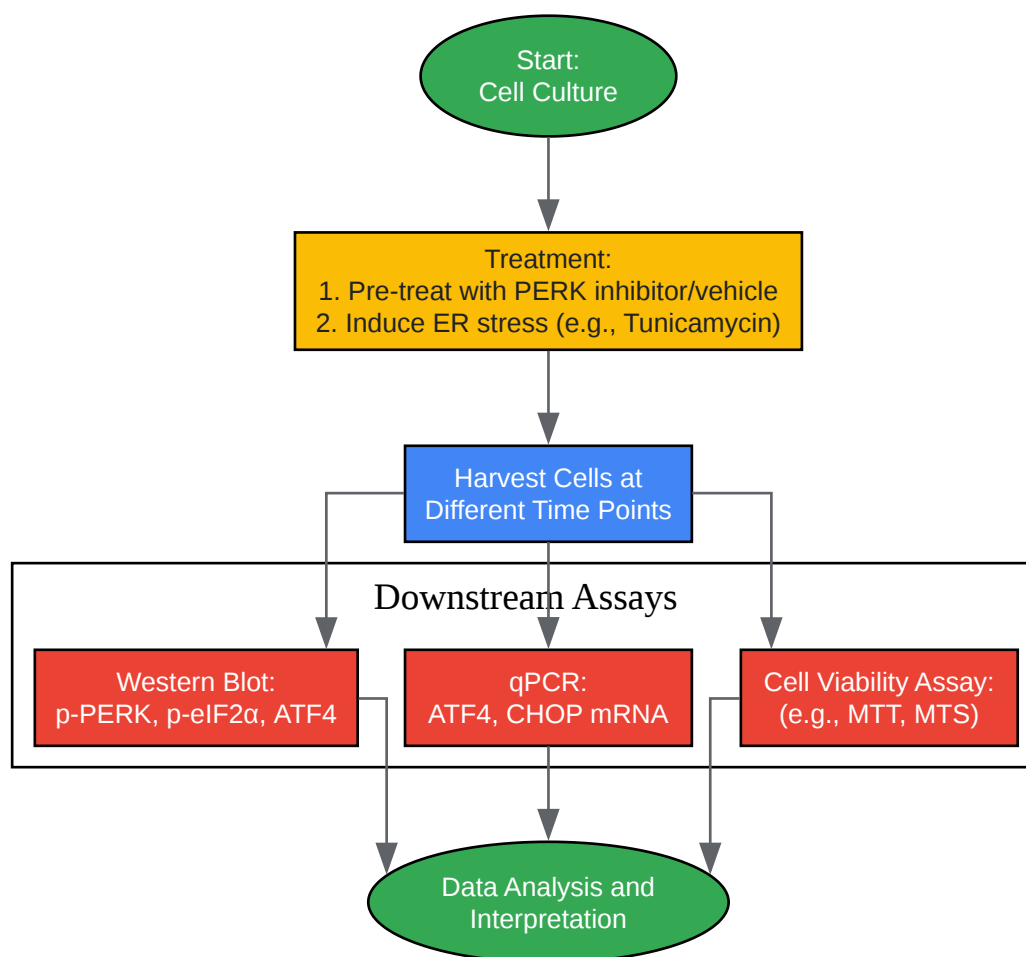 Start:
Cell Culture
Treatment:
1. Pre-treat with PERK inhibitor/vehicle
2. Induce ER stress (e.g., Tunicamycin)
Harvest Cells at
Different Time Points
Downstream Assays
Western Blot:
p-PERK, p-eIF2α, ATF4
qPCR:
ATF4, CHOP mRNA
Cell Viability Assay:
(e.g., MTT, MTS)
Data Analysis and
Interpretation